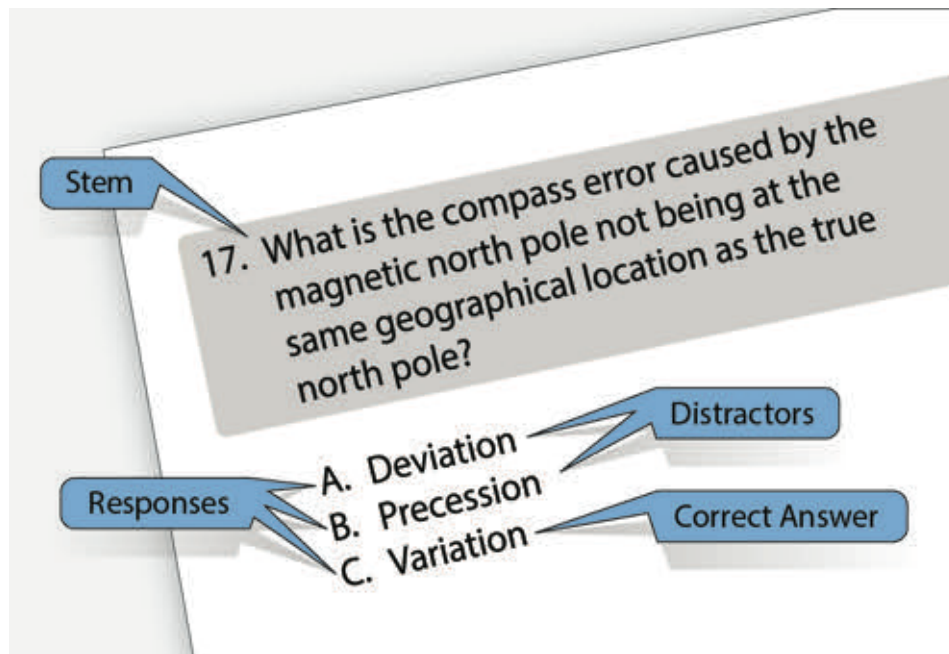 Stem
17. What is the compass error caused by the
magnetic north pole not being at the
same geographical location as the true
north pole?
Distractors
A. Deviation
Responses
B. Precession
Correct Answer
C. Variation